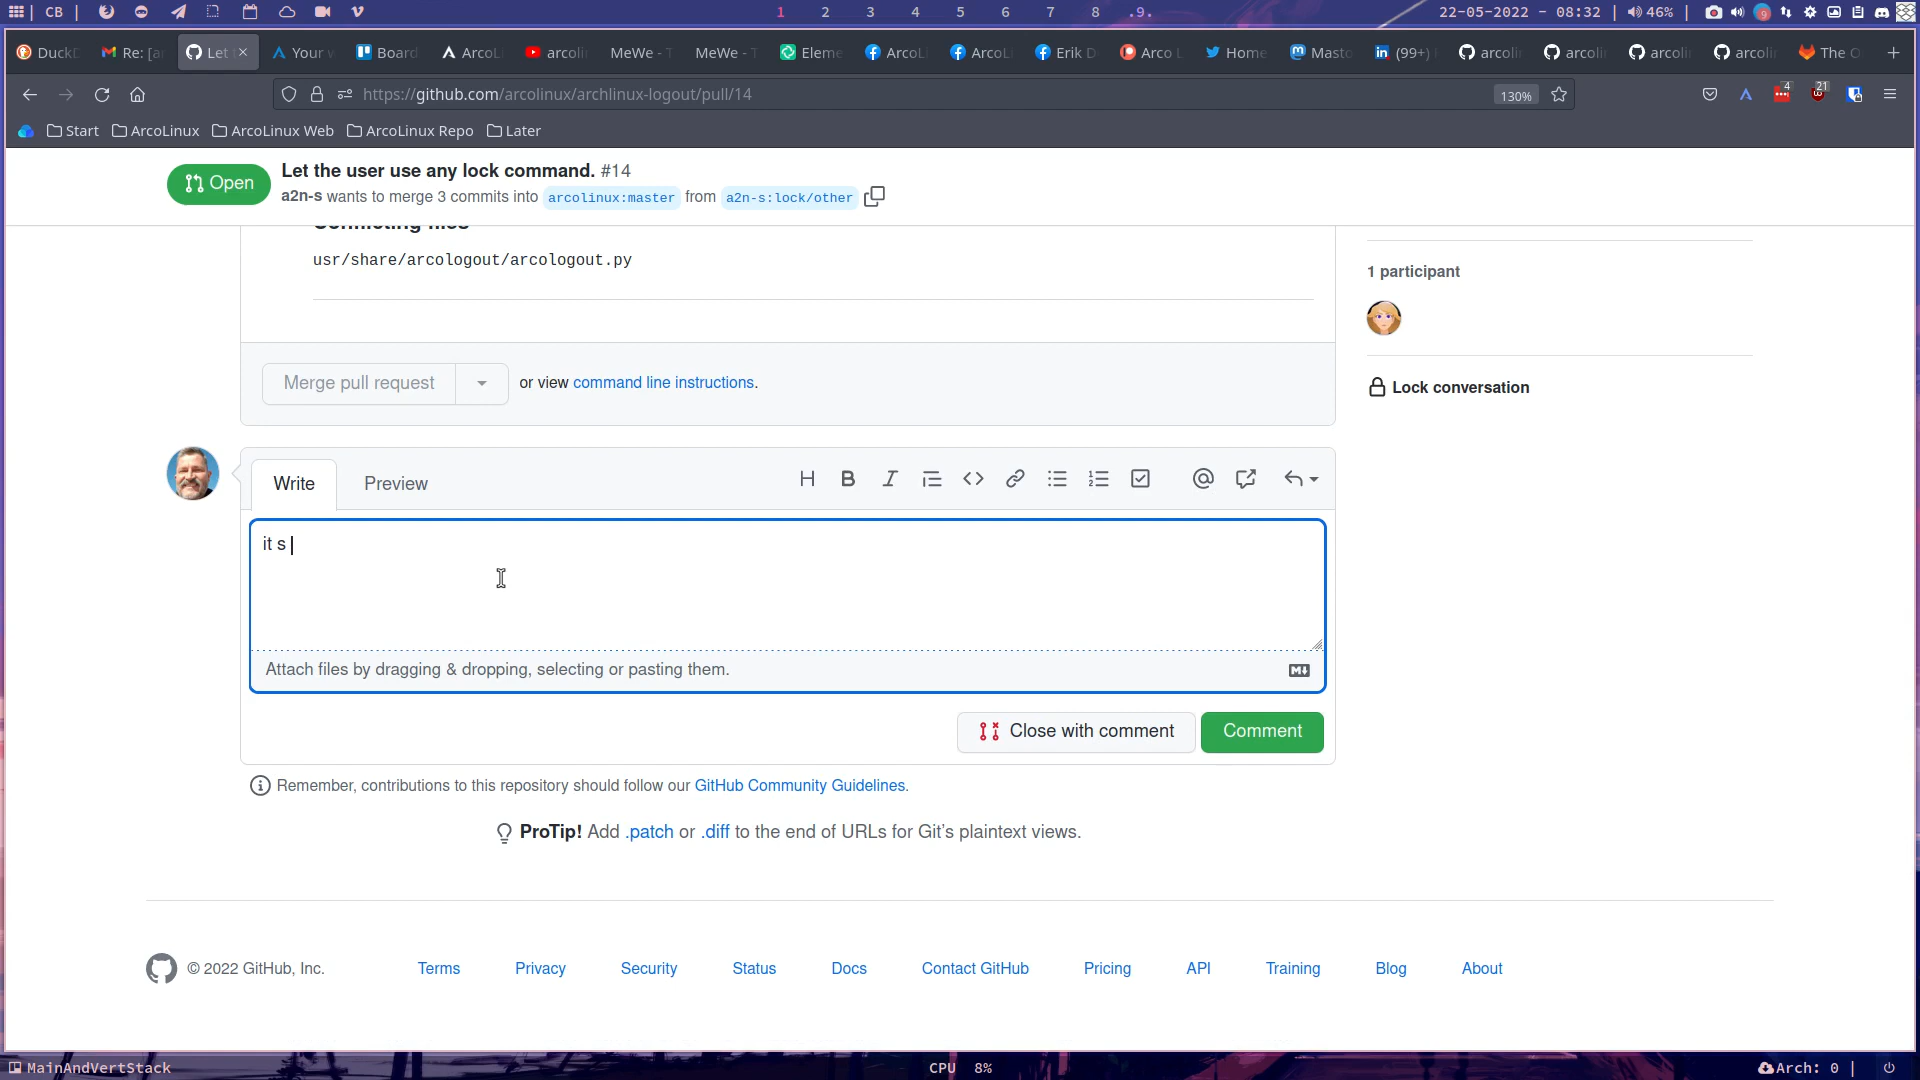 CB
1 2 3 4 5 6 7 8 .9.
22-05-2022 - 08:32 | 46% |
DuckD
Re: [ar
Let
Your
Board
ArcoL
arcoli
MeWe - T
MeWe - T
Eleme
ArcoL
ArcoL
Erik D
Arco L
Home
Masto
(99+)
arcoli
arcoli
arcoli
arcoli
The O
https://github.com/arcolinux/archlinux-logout/pull/14
130%
4
21
Start
ArcoLinux
ArcoLinux Web
ArcoLinux Repo
Later
Open
Let the user use any lock command. #14
a2n-s wants to merge 3 commits into arcolinux:master from a2n-s:lock/other
Conflicting files
usr/share/arcologout/arcologout.py
1 participant
Merge pull request
or view command line instructions.
Lock conversation
Write
Preview
it s
Attach files by dragging & dropping, selecting or pasting them.
Close with comment
Comment
Remember, contributions to this repository should follow our GitHub Community Guidelines.
ProTip! Add .patch or .diff to the end of URLs for Git's plaintext views.
© 2022 GitHub, Inc.
Terms
Privacy
Security
Status
Docs
Contact GitHub
Pricing
API
Training
Blog
About
MainAndVertStack
CPU 8%
Arch: 0 |